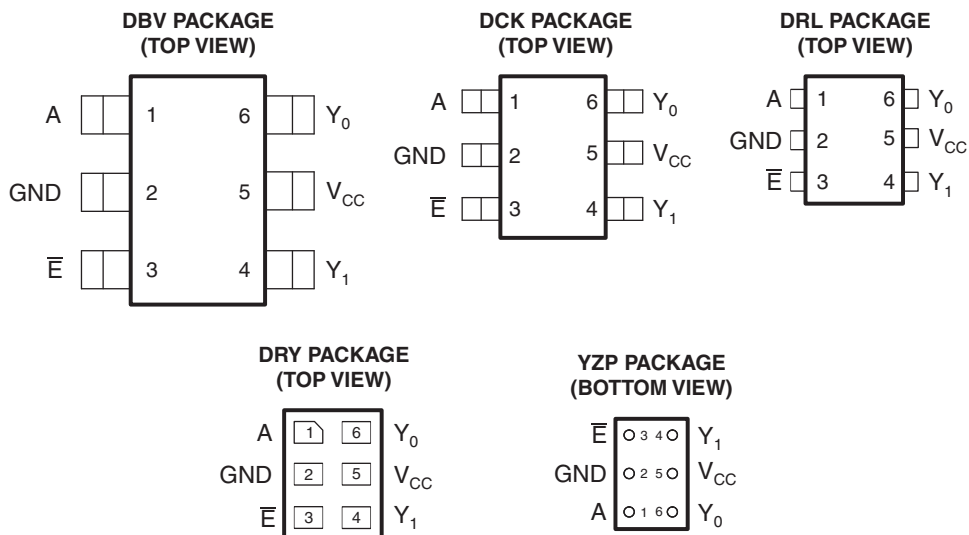 DBV PACKAGE
(TOP VIEW)
A 1 6 Y0
GND 2 5 VCC
E̅ 3 4 Y1
DCK PACKAGE
(TOP VIEW)
A 1 6 Y0
GND 2 5 VCC
E̅ 3 4 Y1
DRL PACKAGE
(TOP VIEW)
A 1 6 Y0
GND 2 5 VCC
E̅ 3 4 Y1
DRY PACKAGE
(TOP VIEW)
A 1 6 Y0
GND 2 5 VCC
E̅ 3 4 Y1
YZP PACKAGE
(BOTTOM VIEW)
E̅ 3 4 Y1
GND 2 5 VCC
A 1 6 Y0